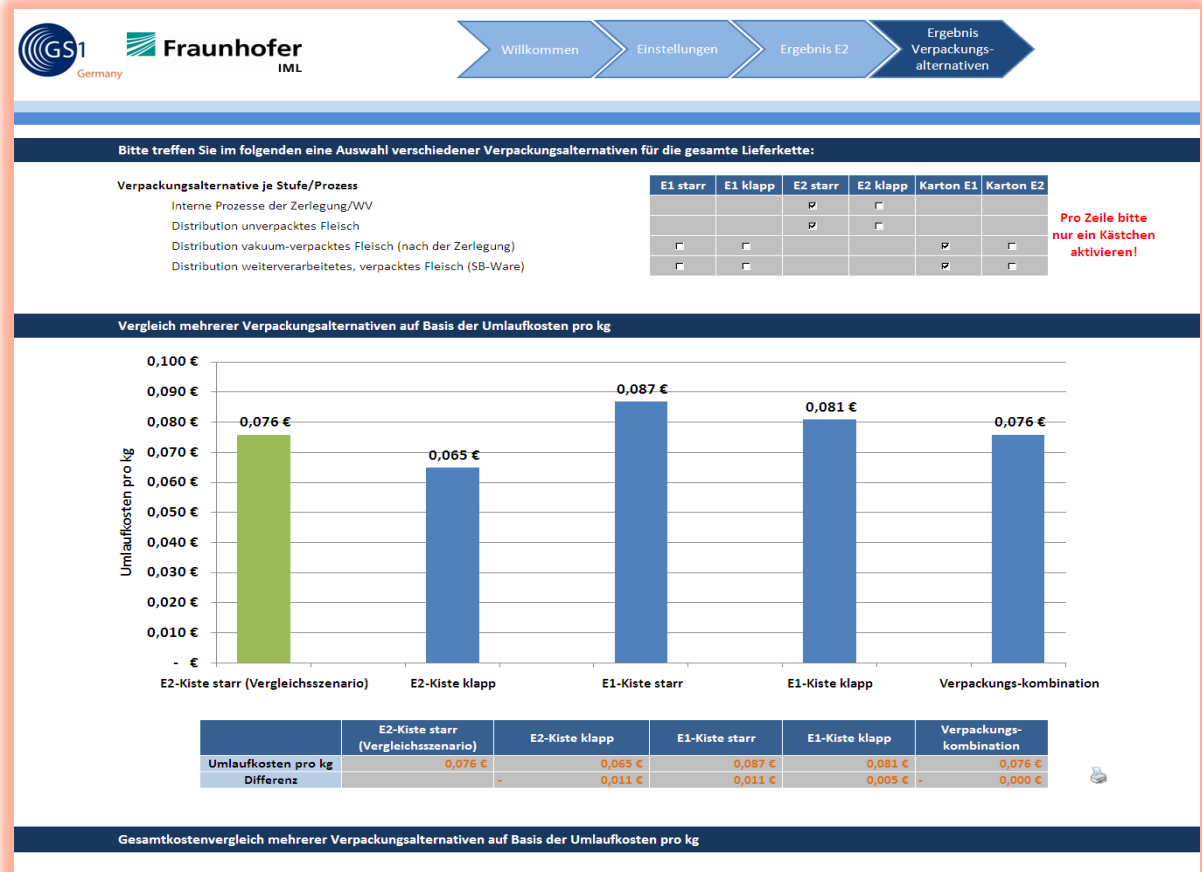 GS1
Germany
Fraunhofer
IML
Willkommen
Einstellungen
Ergebnis E2
Ergebnis
Verpackungs-
alternativen
Bitte treffen Sie im folgenden eine Auswahl verschiedener Verpackungsalternativen für die gesamte Lieferkette:
Verpackungsalternative je Stufe/Prozess
E1 starr E1 klapp E2 starr E2 klapp Karton E1 Karton E2
Interne Prozesse der Zerlegung/WV
Distribution unverpacktes Fleisch
Distribution vakuum-verpacktes Fleisch (nach der Zerlegung)
Distribution weiterverarbeitetes, verpacktes Fleisch (SB-Ware)
Pro Zeile bitte
nur ein Kästchen
aktivieren!
Vergleich mehrerer Verpackungsalternativen auf Basis der Umlaufkosten pro kg
Umlaufkosten pro kg
0,100 €
0,090 €
0,080 €
0,070 €
0,060 €
0,050 €
0,040 €
0,030 €
0,020 €
0,010 €
- €
0,076 €
0,065 €
0,087 €
0,081 €
0,076 €
E2-Kiste starr (Vergleichsszenario) E2-Kiste klapp E1-Kiste starr E1-Kiste klapp Verpackungs-kombination
E2-Kiste starr
(Vergleichsszenario)
E2-Kiste klapp
E1-Kiste starr
E1-Kiste klapp
Verpackungs-
kombination
Umlaufkosten pro kg 0,076 € 0,065 € 0,087 € 0,081 € 0,076 €
Differenz - 0,011 € 0,011 € 0,005 € - 0,000 €
Gesamtkostenvergleich mehrerer Verpackungsalternativen auf Basis der Umlaufkosten pro kg